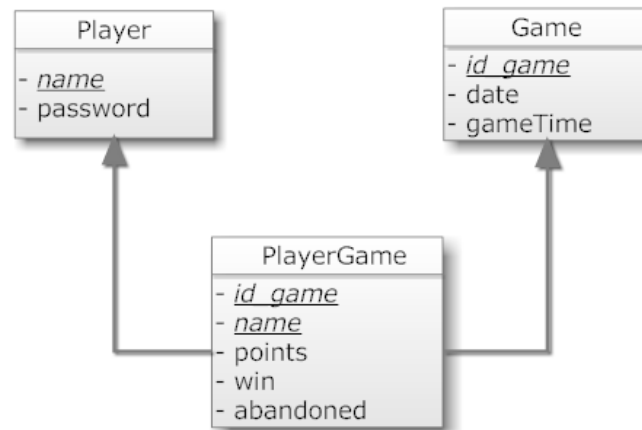 Player
- name
- password
Game
- id_game
- date
- gameTime
PlayerGame
- id_game
- name
- points
- win
- abandoned